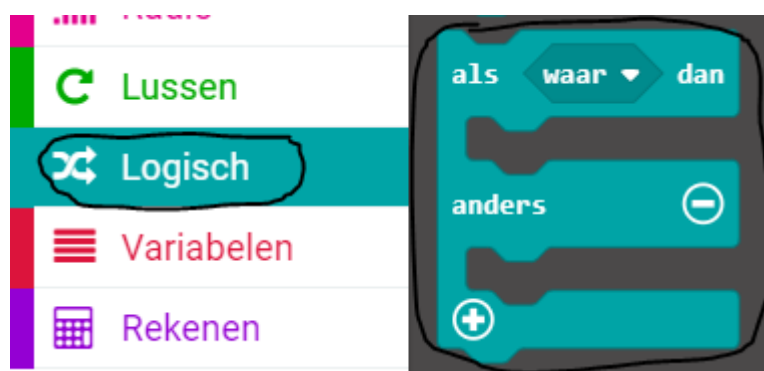 Lussen
Logisch
Variabelen
Rekenen
als waar dan
anders